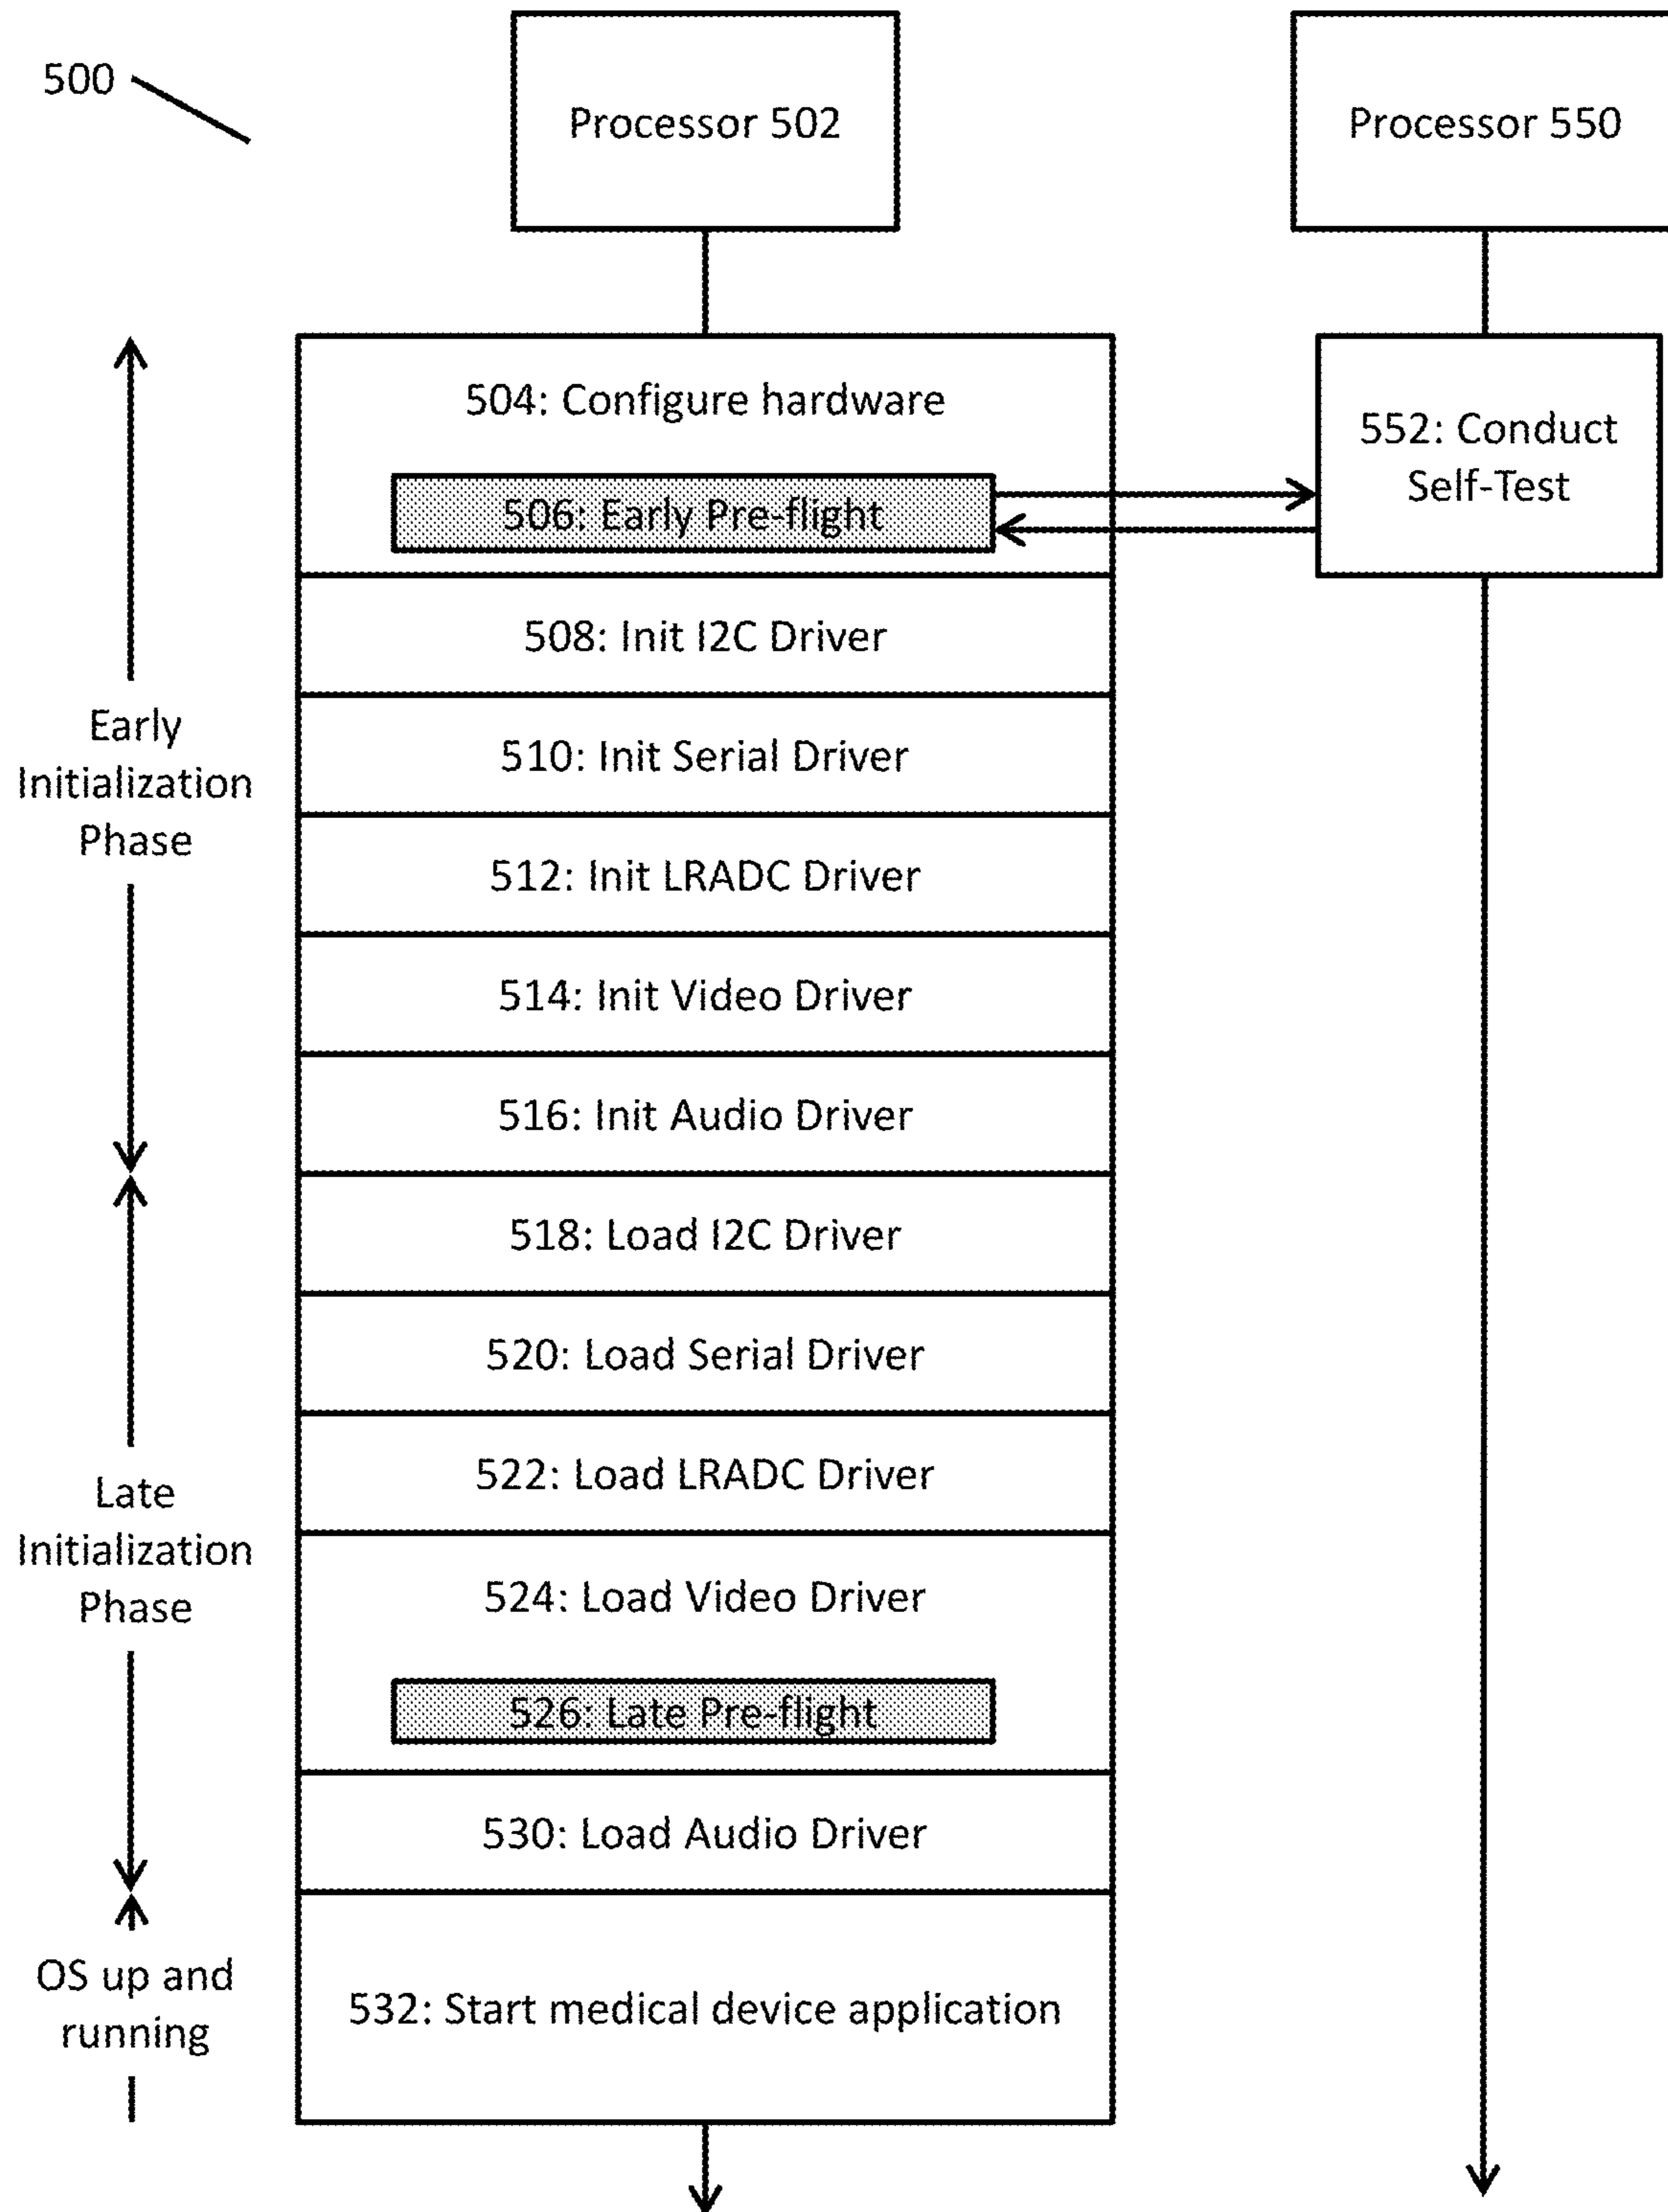 500
Processor 502
Processor 550
504: Configure hardware
506: Early Pre-flight
552: Conduct
Self-Test
508: Init I2C Driver
510: Init Serial Driver
512: Init LRADC Driver
514: Init Video Driver
516: Init Audio Driver
Early
Initialization
Phase
518: Load I2C Driver
520: Load Serial Driver
522: Load LRADC Driver
524: Load Video Driver
526: Late Pre-flight
530: Load Audio Driver
Late
Initialization
Phase
OS up and
running
532: Start medical device application